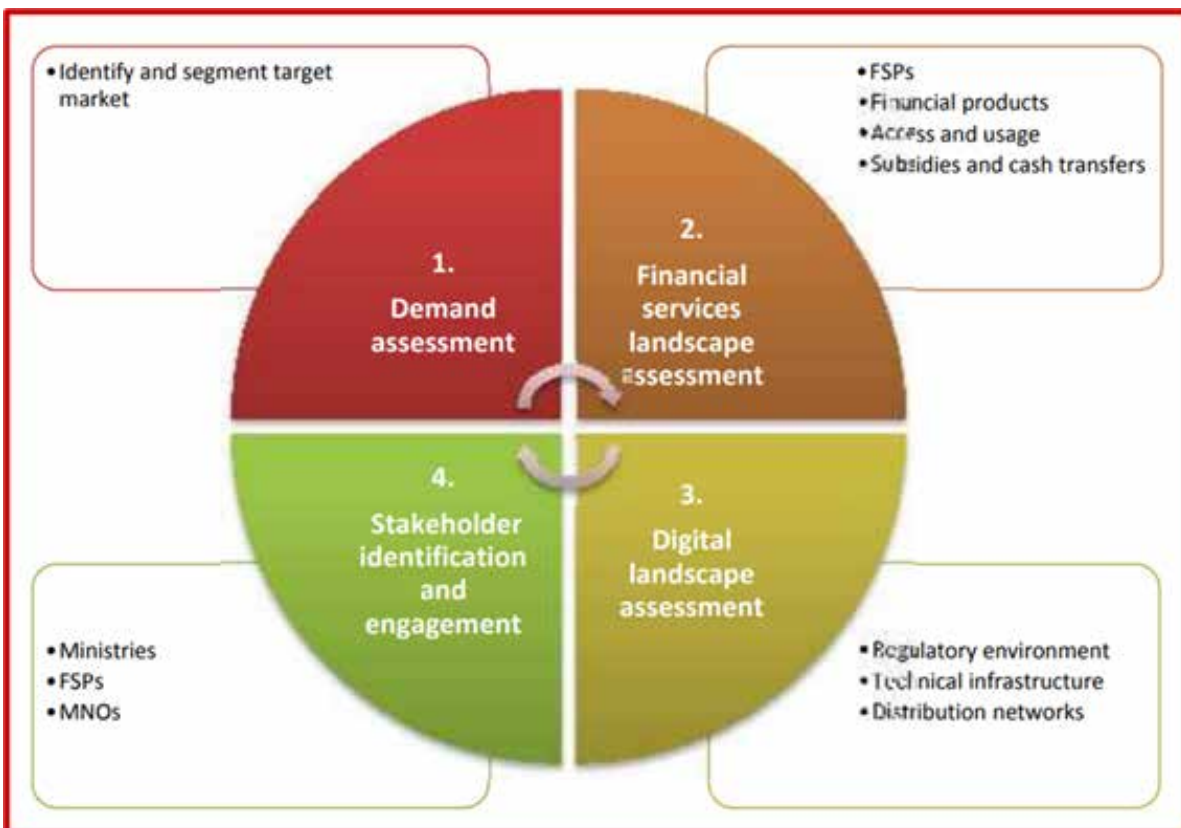 • Identify and segment target
market
1.
Demand
assessment
• FSPs
• Financial products
• Access and usage
• Subsidies and cash transfers
2.
Financial
services
landscape
assessment
3.
Digital
landscape
assessment
• Regulatory environment
• Technical infrastructure
• Distribution networks
4.
Stakeholder
identification
and
engagement
• Ministries
• FSPs
• MNOs